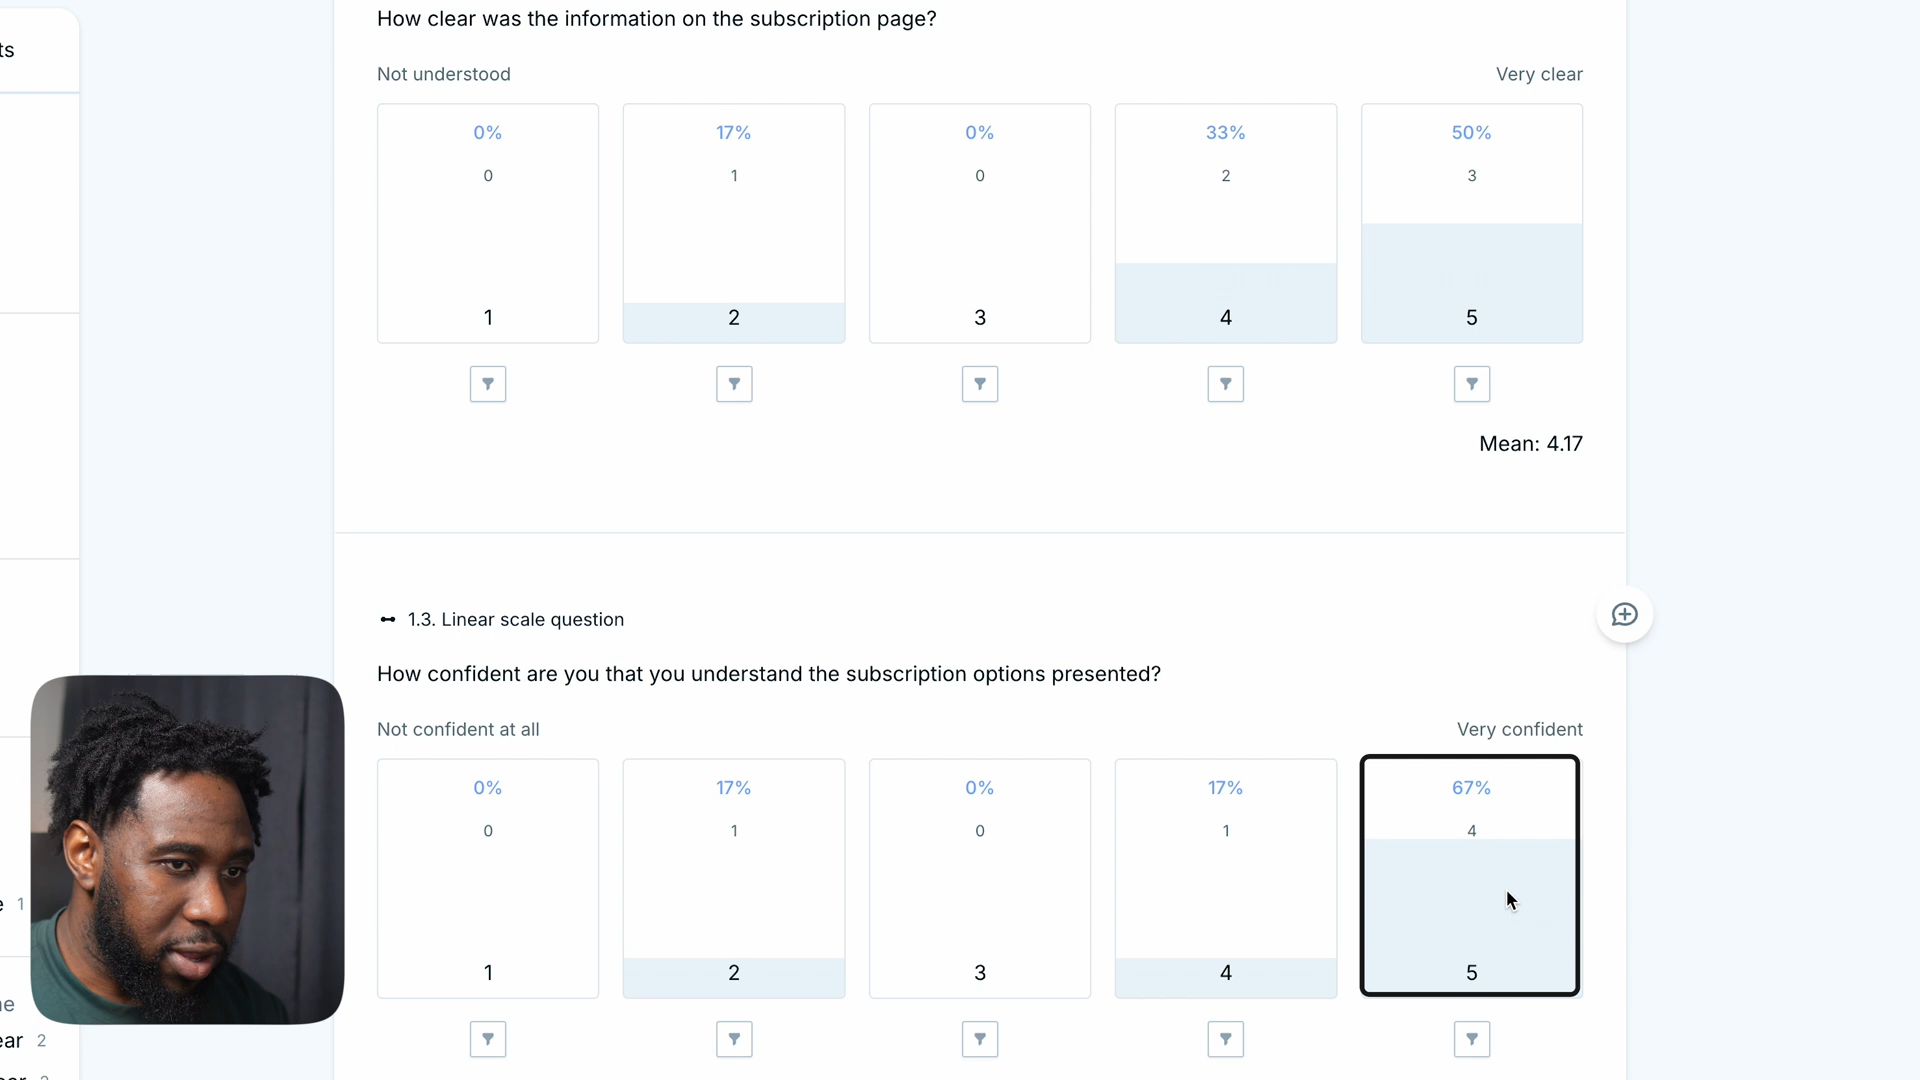 ts
How clear was the information on the subscription page?
Not understood Very clear
0% 17% 0% 33% 50%
0 1 0 2 3
1 2 3 4 5
Mean: 4.17
1.3. Linear scale question
How confident are you that you understand the subscription options presented?
Not confident at all Very confident
0% 17% 0% 17% 67%
0 1 0 1 4
1 2 3 4 5
e 1
ne
ear 2